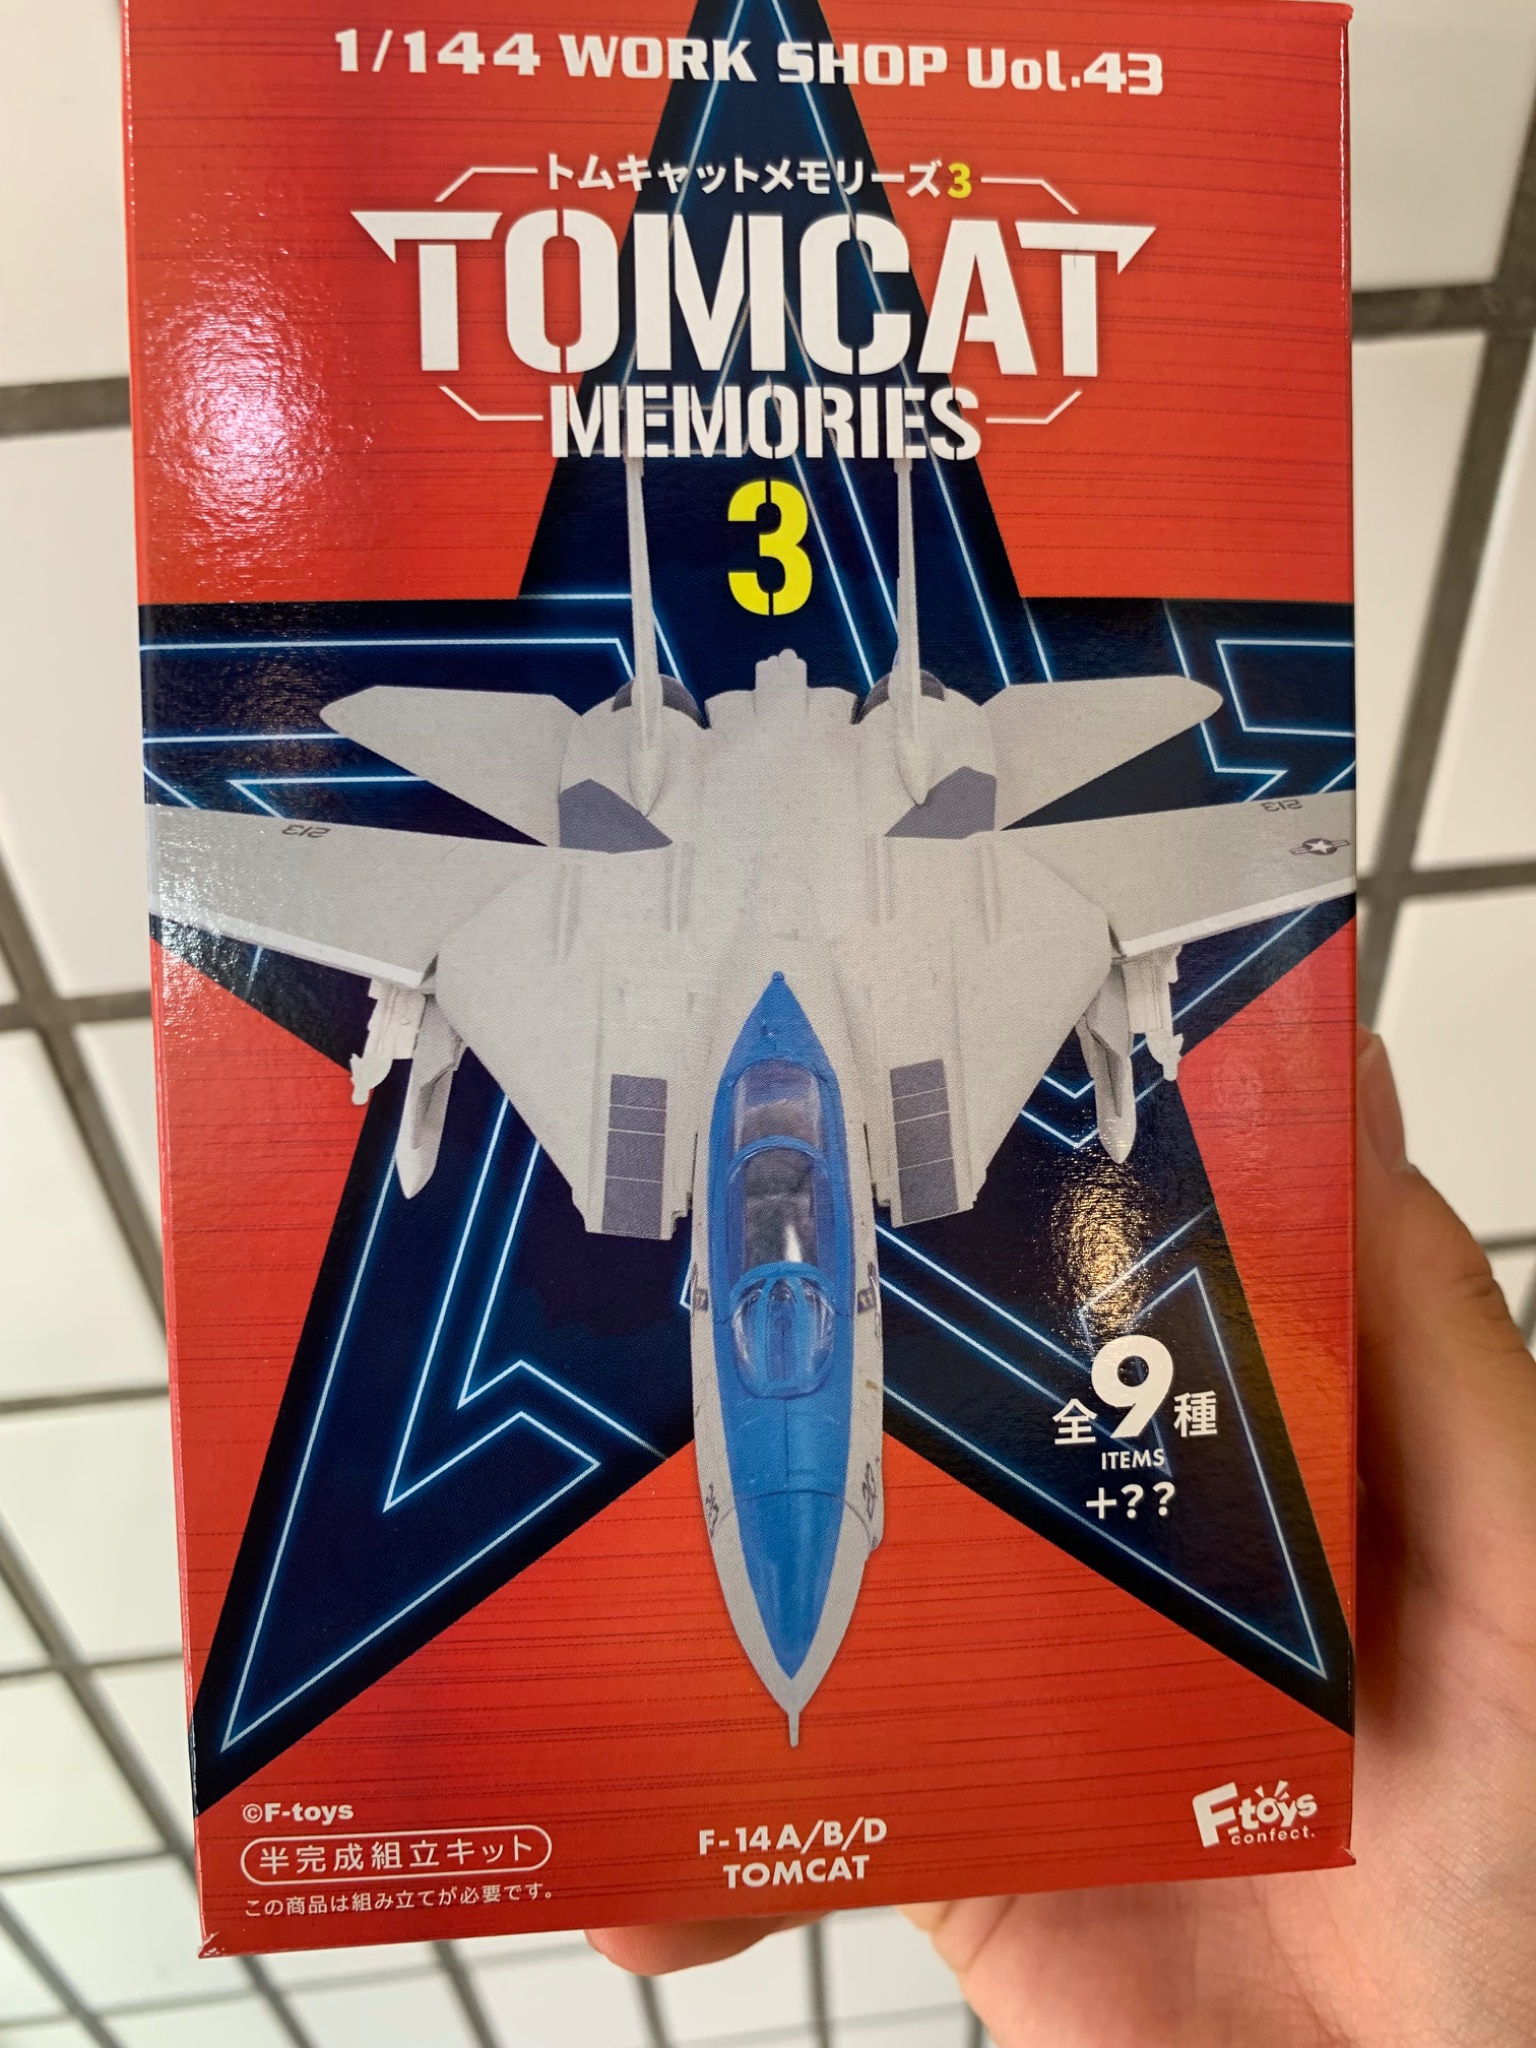 1/144 WORK SHOP Vol.43
トムキャットメモリーズ3
TOMCAT
MEMORIES
3
213
213
全9種
ITEMS
+??
©F-toys
半完成組立キット
この商品は組み立てが必要です。
F-14A/B/D
TOMCAT
F-toys
confect.